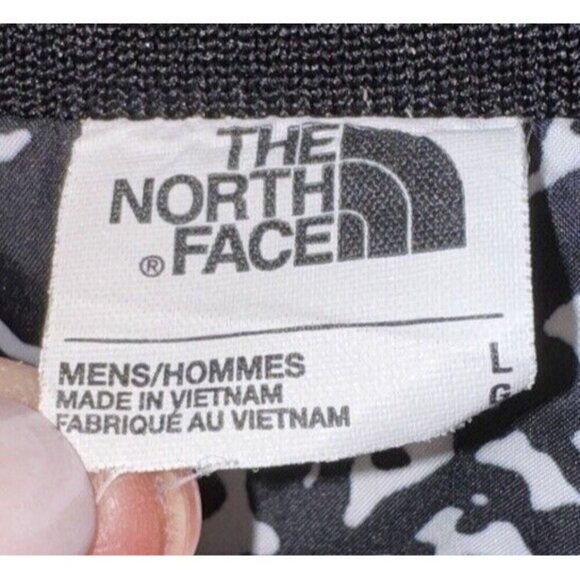 THE
NORTH
® FACE
MENS/HOMMES
MADE IN VIETNAM
FABRIQUÉ AU VIETNAM
L
G